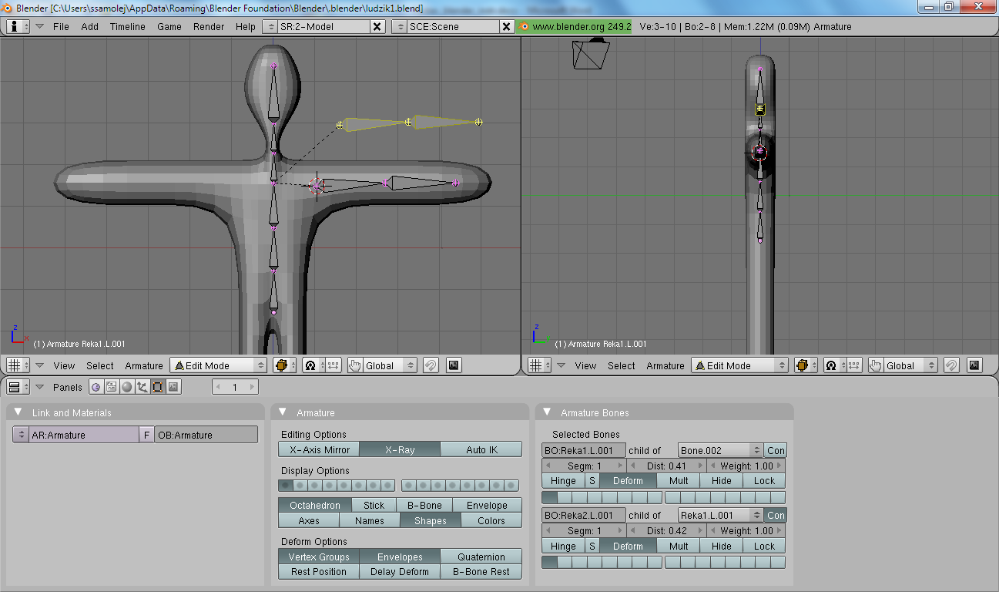 Blender [C:\Users\ssamolej\AppData\Roaming\Blender Foundation\Blender\.blender\ludzik1.blend]
File Add Timeline Game Render Help SR:2-Model SCE:Scene www.blender.org 249.2 Ve:3-10 | Bo:2-8 | Mem:1.22M (0.09M) Armature
z
x
(1) Armature Reka1.L.001
z
(1) Armature Reka1.L.001
View Select Armature Edit Mode Global
View Select Armature Edit Mode Global
Panels 1
Link and Materials
AR:Armature F OB:Armature
Armature
Editing Options
X-Axis Mirror X-Ray Auto IK
Display Options
Octahedron Stick B-Bone Envelope
Axes Names Shapes Colors
Deform Options
Vertex Groups Envelopes Quaternion
Rest Position Delay Deform B-Bone Rest
Armature Bones
Selected Bones
BO:Reka1.L.001 child of Bone.002 Con
Segm: 1 Dist: 0.41 Weight: 1.00
Hinge S Deform Mult Hide Lock
BO:Reka2.L.001 child of Reka1.L.001 Con
Segm: 1 Dist: 0.42 Weight: 1.00
Hinge S Deform Mult Hide Lock